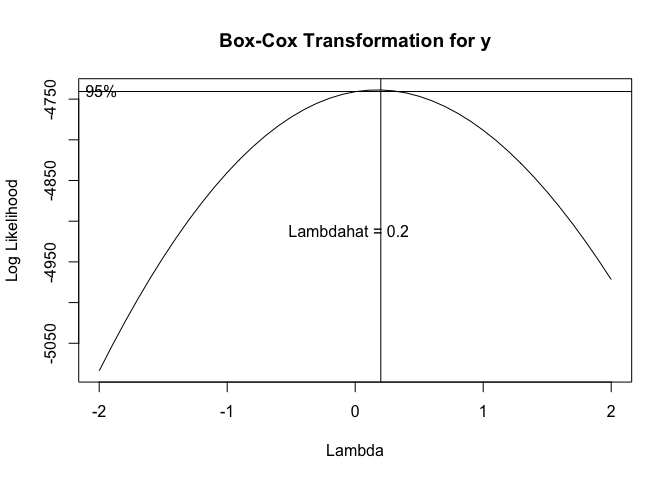 Box-Cox Transformation for y
95%
Lambdahat = 0.2
Log Likelihood
-4750
-4850
-4950
-5050
-2
-1
0
1
2
Lambda